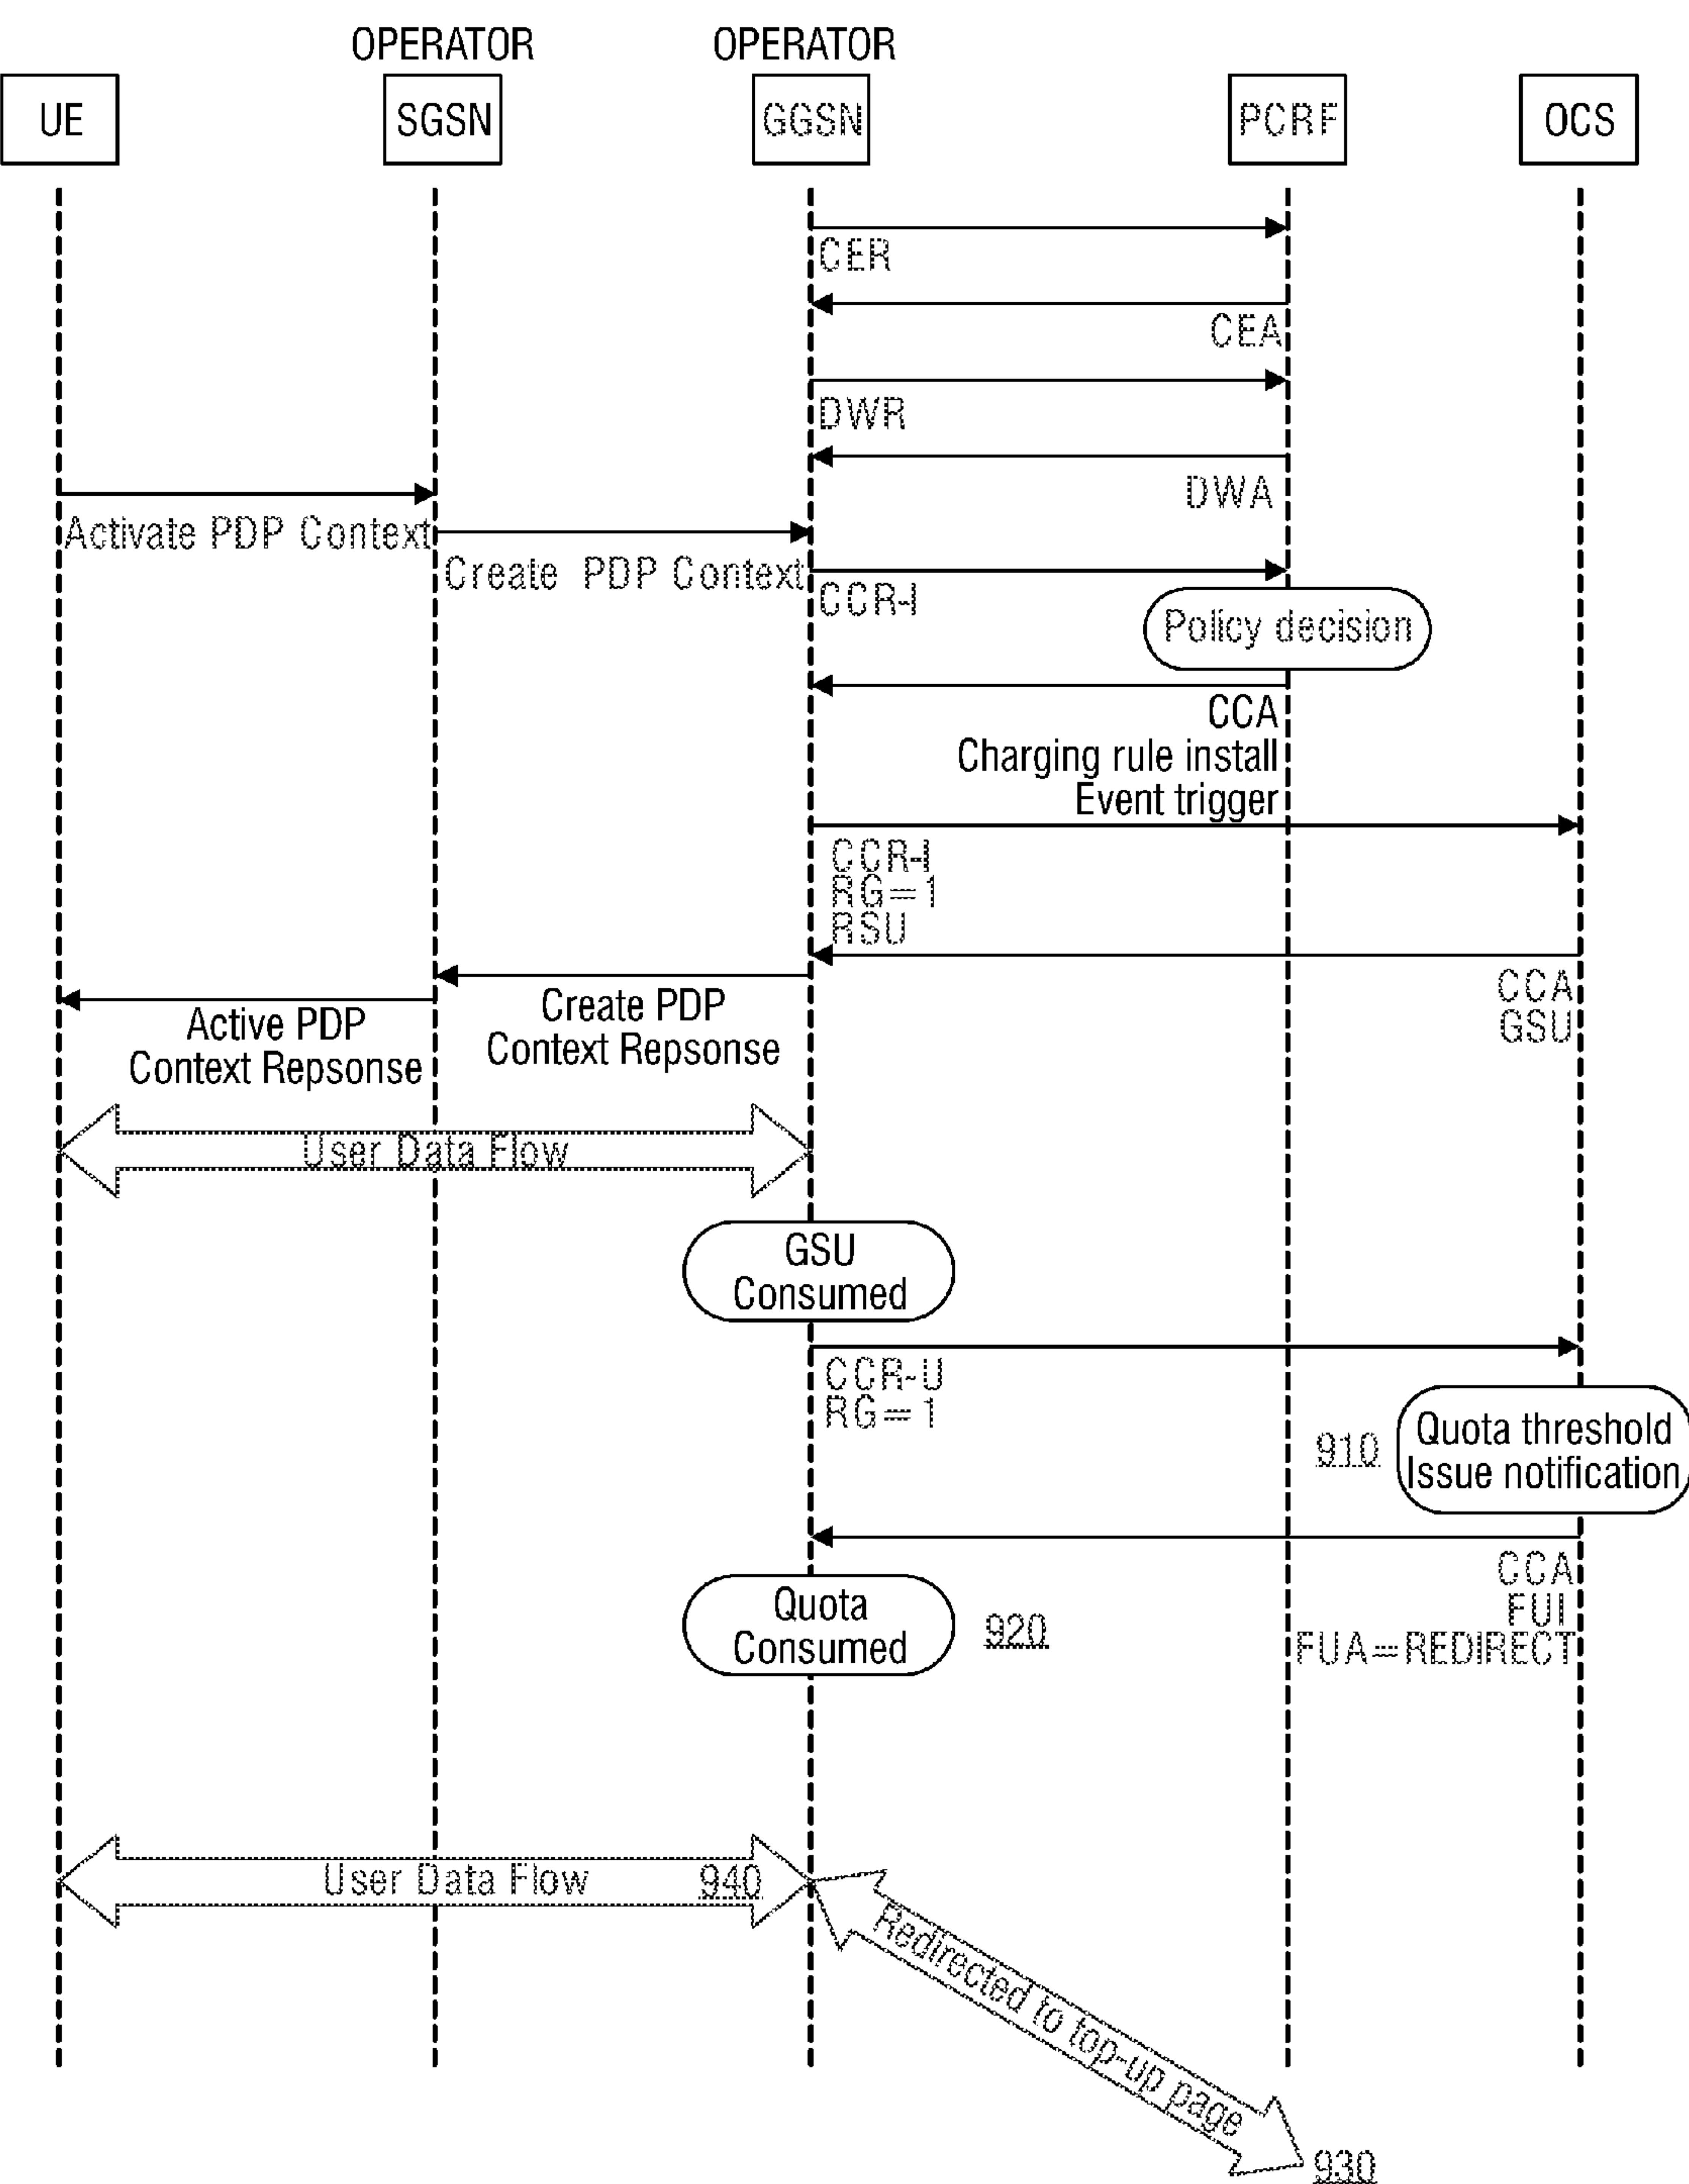 OPERATOR OPERATOR
UE SGSN GGSN PCRF OCS
CER
CEA
DWR
DWA
Activate PDP Context
Create PDP Context
CCR-I
Policy decision
CCA
Charging rule install
Event trigger
CCR-I
RG=1
RSU
CCA
GSU
Create PDP
Context Repsonse
Active PDP
Context Repsonse
User Data Flow
GSU
Consumed
CCR-U
RG=1
910
Quota threshold
Issue notification
CCA
FUI
FUA=REDIRECT
Quota
Consumed
920
User Data Flow 940
Redirected to top-up page
930